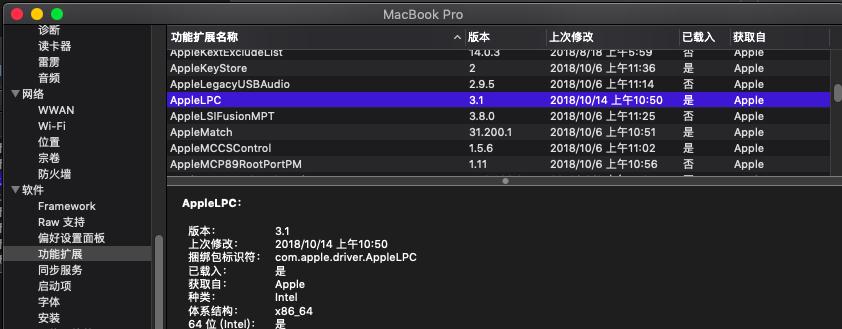 MacBook Pro
诊断
读卡器
雷雳
音频
网络
WWAN
Wi-Fi
位置
宗卷
防火墙
软件
Framework
Raw 支持
偏好设置面板
功能扩展
同步服务
启动项
字体
安装
功能扩展名称 版本 上次修改 已载入 获取自
AppleKextExcludeList 14.0.3 2018/8/18 上午5:59 否 Apple
AppleKeyStore 2 2018/10/6 上午11:36 是 Apple
AppleLegacyUSBAudio 2.9.5 2018/10/6 上午11:14 否 Apple
AppleLPC 3.1 2018/10/14 上午10:50 是 Apple
AppleLSIFusionMPT 3.8.0 2018/10/6 上午11:25 否 Apple
AppleMatch 31.200.1 2018/10/6 上午10:51 是 Apple
AppleMCCSControl 1.5.6 2018/10/6 上午11:02 是 Apple
AppleMCP89RootPortPM 1.11 2018/10/6 上午10:56 否 Apple
AppleLPC：
版本： 3.1
上次修改： 2018/10/14 上午10:50
捆绑包标识符： com.apple.driver.AppleLPC
已载入： 是
获取自： Apple
种类： Intel
体系结构： x86_64
64 位 (Intel)： 是